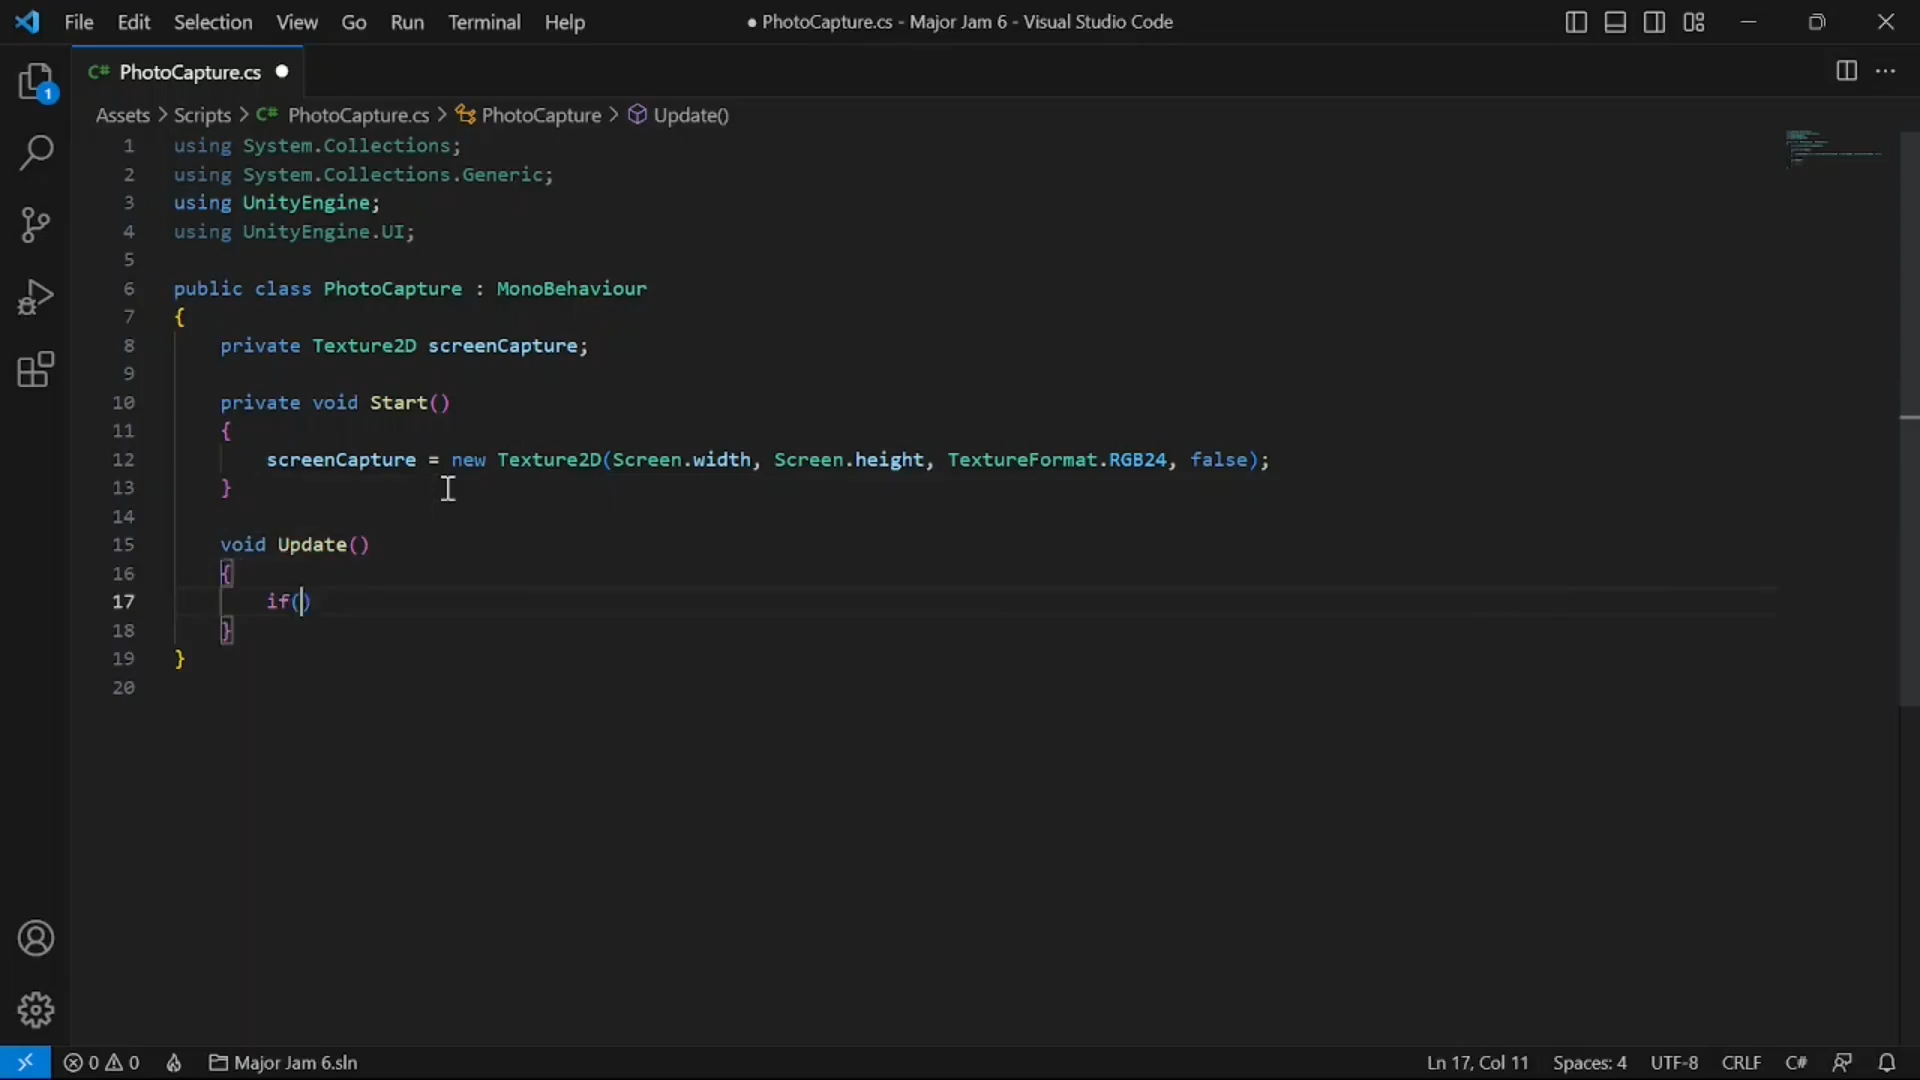 File Edit Selection View Go Run Terminal Help ● PhotoCapture.cs - Major Jam 6 - Visual Studio Code
C# PhotoCapture.cs ●
1
Assets > Scripts > C# PhotoCapture.cs > PhotoCapture > Update()
1 using System.Collections;
2 using System.Collections.Generic;
3 using UnityEngine;
4 using UnityEngine.UI;
5
6 public class PhotoCapture : MonoBehaviour
7 {
8 private Texture2D screenCapture;
9
10 private void Start()
11 {
12 screenCapture = new Texture2D(Screen.width, Screen.height, TextureFormat.RGB24, false);
13 }
14
15 void Update()
16 {
17 if()
18 }
19 }
20
0 0 Major Jam 6.sln Ln 17, Col 11 Spaces: 4 UTF-8 CRLF C#